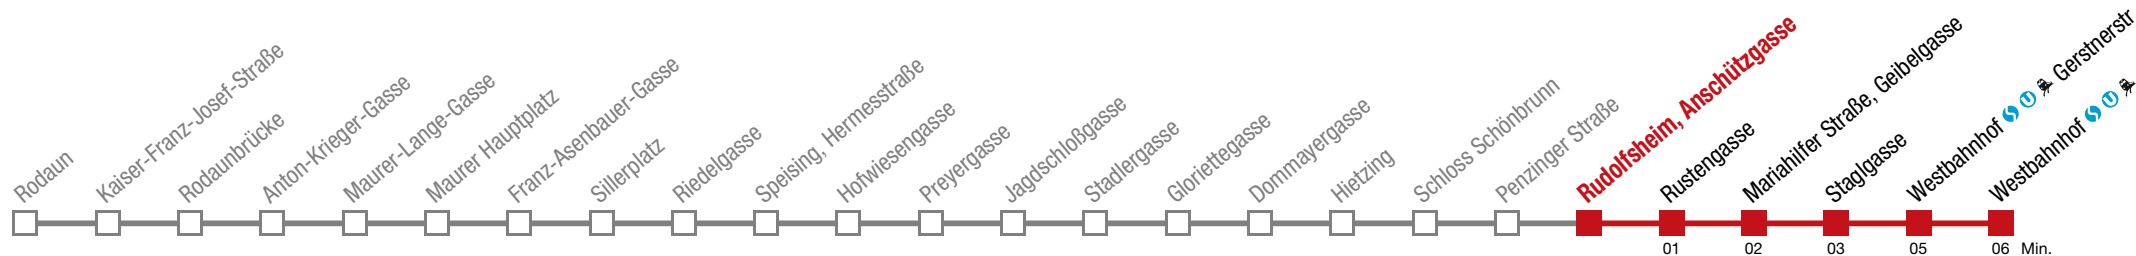 Rodaun
Kaiser-Franz-Josef-Straße
Rodaunbrücke
Anton-Krieger-Gasse
Maurer-Lange-Gasse
Maurer Hauptplatz
Franz-Asenbauer-Gasse
Sillerplatz
Riedelgasse
Speising, Hermesstraße
Hofwiesengasse
Preyergasse
Jagdschloßgasse
Stadlergasse
Gloriettegasse
Dommayergasse
Hietzing
Schloss Schönbrunn
Penzinger Straße
Rudolfsheim, Anschützgasse
Rustengasse
Mariahilfer Straße, Geibelgasse
Staglgasse
Westbahnhof S U Gerstnerstr
Westbahnhof S U
01 02 03 05 06 Min.